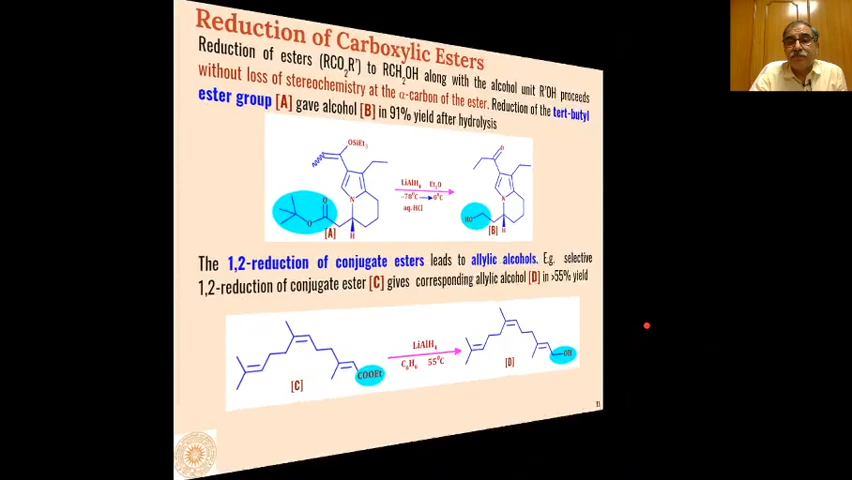 Reduction of Carboxylic Esters
Reduction of esters (RCO2R') to RCH2OH along with the alcohol unit R'OH proceeds
without loss of stereochemistry at the α-carbon of the ester. Reduction of the tert-butyl
ester group [A] gave alcohol [B] in 91% yield after hydrolysis
OSiEt3
O
N
O
O
H
[A]
LiAlH4 Et2O
-78°C → 0°C
aq. HCl
O
N
HO
H
[B]
The 1,2-reduction of conjugate esters leads to allylic alcohols. E.g. selective
1,2-reduction of conjugate ester [C] gives corresponding allylic alcohol [D] in >55% yield
COOEt
[C]
LiAlH4
C6H6 55°C
OH
[D]
11